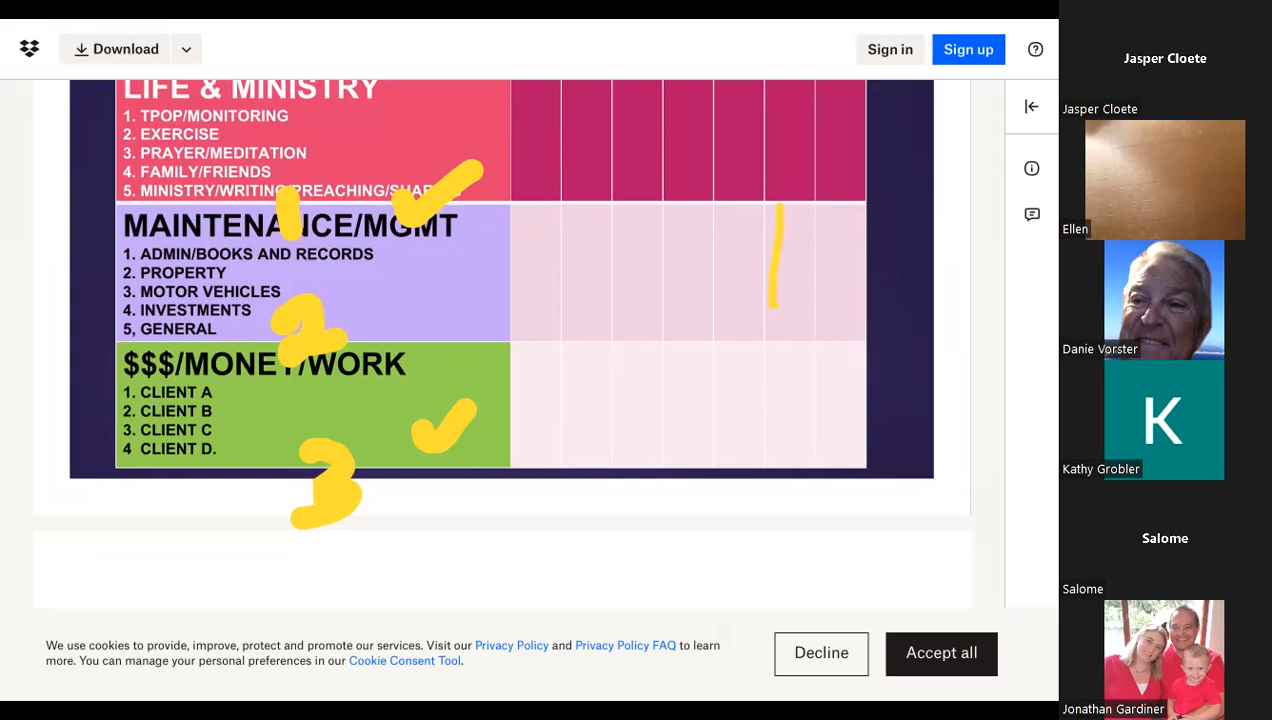 Download
Sign in
Sign up
LIFE & MINISTRY
1. TPOP/MONITORING
2. EXERCISE
3. PRAYER/MEDITATION
4. FAMILY/FRIENDS
5. MINISTRY/WRITING/PREACHING/
1
MAINTENANCE/MGMT
1. ADMIN/BOOKS AND RECORDS
2. PROPERTY
3. MOTOR VEHICLES
4. INVESTMENTS
5, GENERAL
2
$$$/MONEY/WORK
1. CLIENT A
2. CLIENT B
3. CLIENT C
4 CLIENT D.
3
We use cookies to provide, improve, protect and promote our services. Visit our Privacy Policy and Privacy Policy FAQ to learn
more. You can manage your personal preferences in our Cookie Consent Tool.
Decline
Accept all
Jasper Cloete
Jasper Cloete
Ellen
Danie Vorster
K
Kathy Grobler
Salome
Salome
Jonathan Gardiner